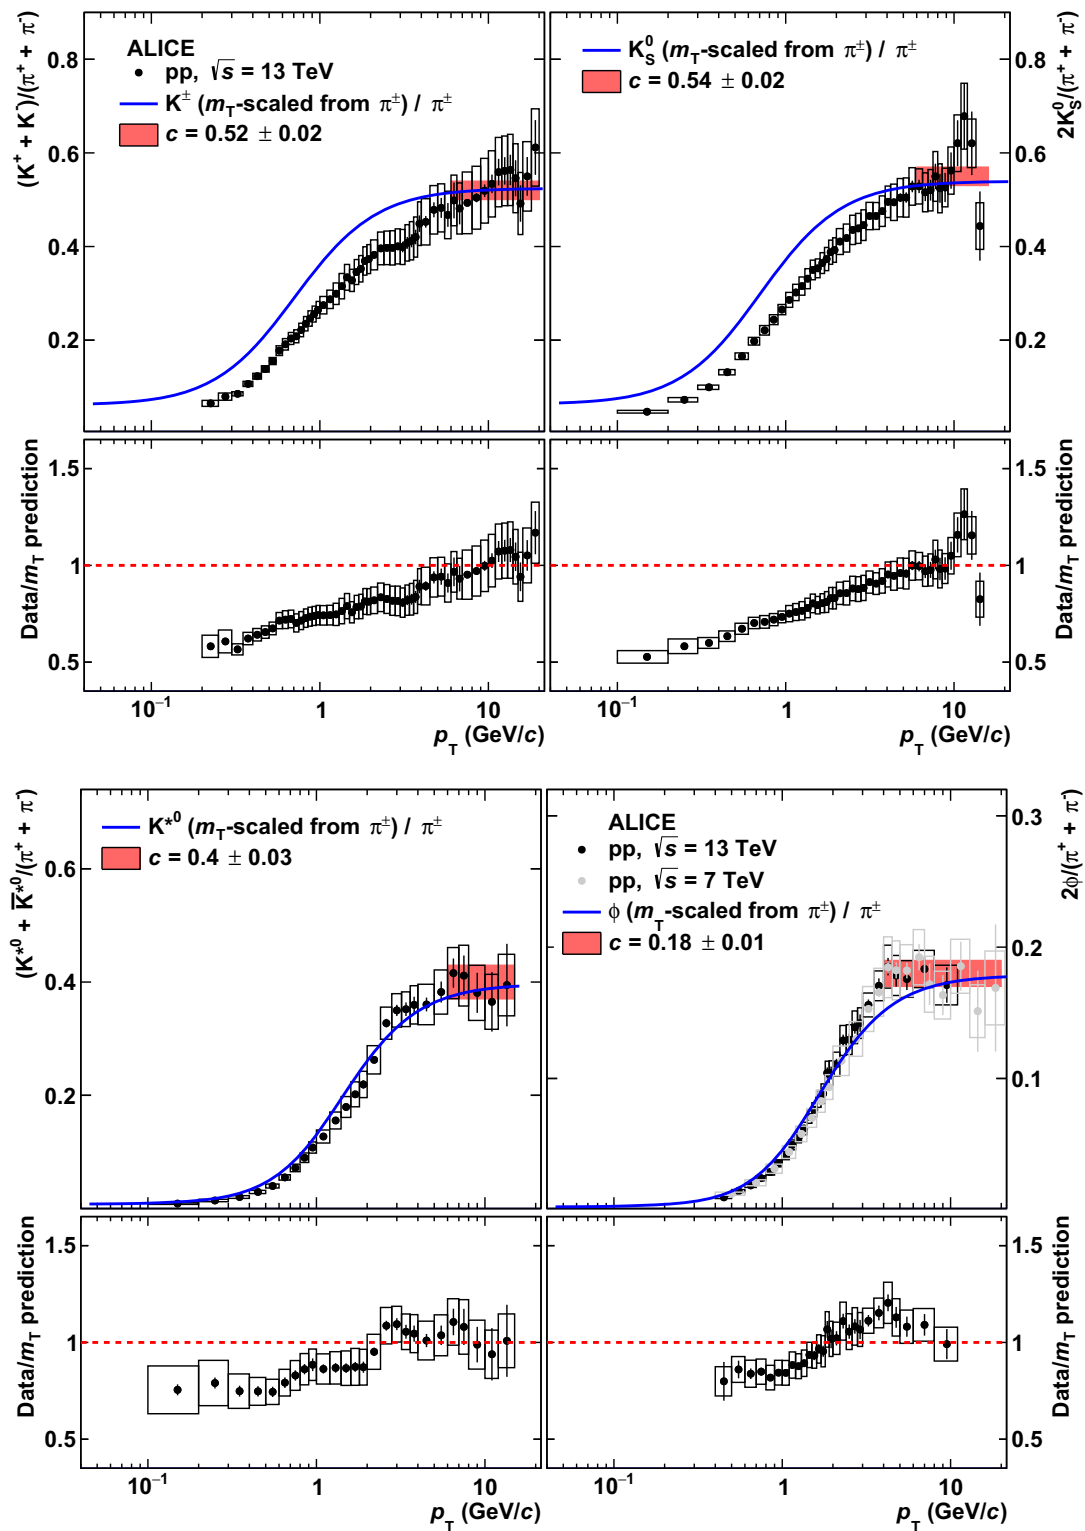 ALICE
pp, √s = 13 TeV
K± (mT-scaled from π±) / π±
c = 0.52 ± 0.02
(K+ + K-)/(π+ + π-)
0.8
0.6
0.4
0.2
K0S (mT-scaled from π±) / π±
c = 0.54 ± 0.02
2K0S/(π+ + π-)
0.8
0.6
0.4
0.2
Data/mT prediction
1.5
1
0.5
10−1
1
10
pT (GeV/c)
Data/mT prediction
1.5
1
0.5
10−1
1
10
pT (GeV/c)
(K*0 + K̅*0)/(π+ + π-)
0.6
0.4
0.2
K*0 (mT-scaled from π±) / π±
c = 0.4 ± 0.03
ALICE
pp, √s = 13 TeV
pp, √s = 7 TeV
ϕ (mT-scaled from π±) / π±
c = 0.18 ± 0.01
2ϕ/(π+ + π-)
0.3
0.2
0.1
Data/mT prediction
1.5
1
0.5
10−1
1
10
pT (GeV/c)
Data/mT prediction
1.5
1
0.5
10−1
1
10
pT (GeV/c)